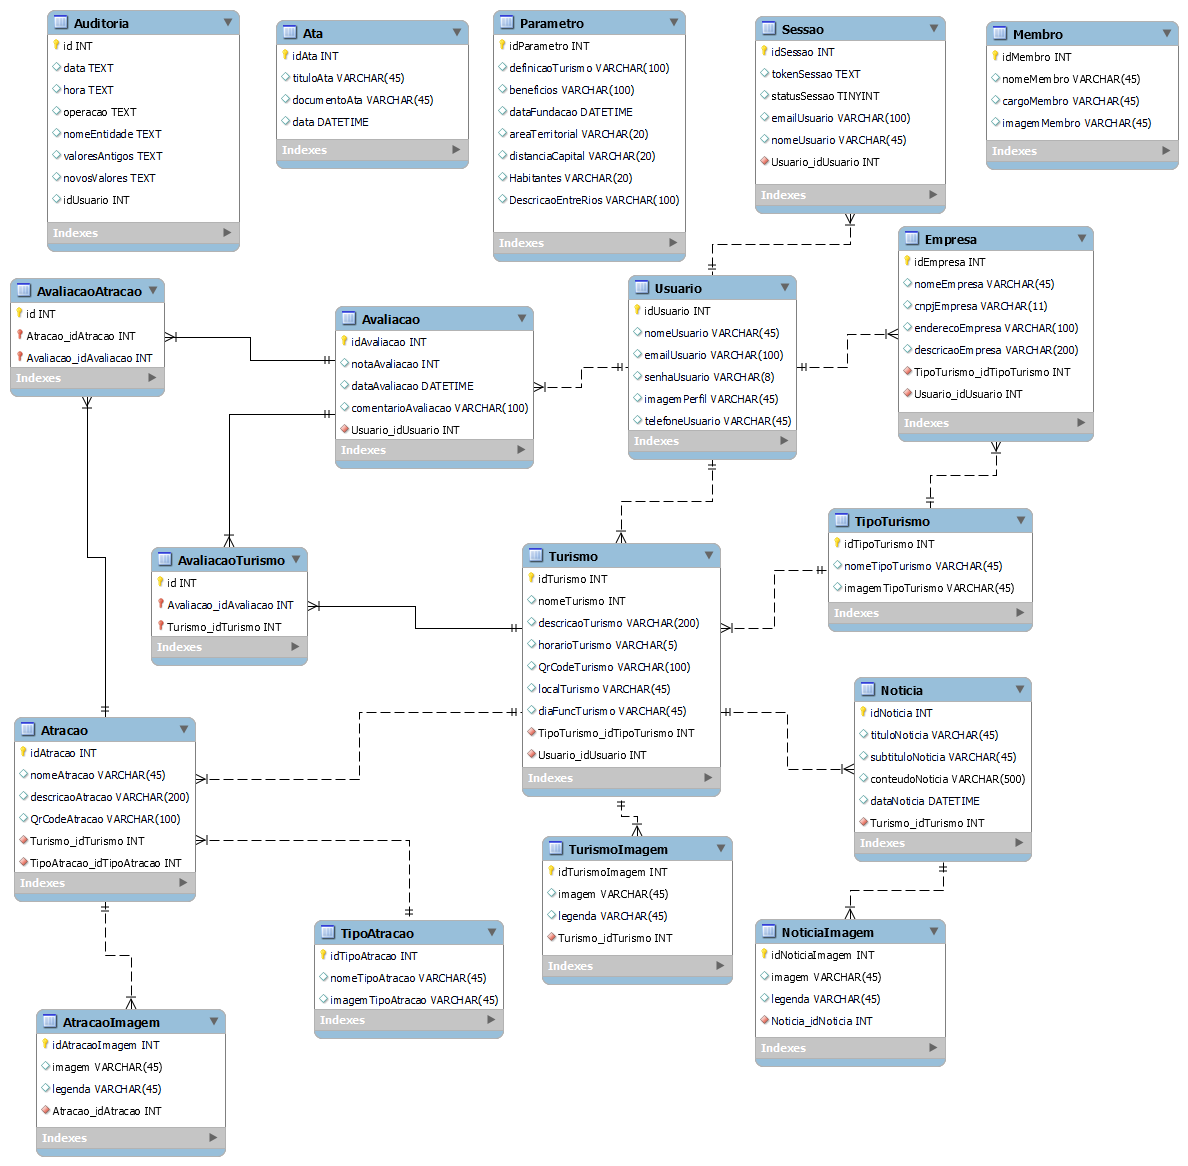 Auditoria
id INT
data TEXT
hora TEXT
operacao TEXT
nomeEntidade TEXT
valoresAntigos TEXT
novosValores TEXT
idUsuario INT
Indexes
Ata
idAta INT
tituloAta VARCHAR(45)
documentoAta VARCHAR(45)
data DATETIME
Indexes
Parametro
idParametro INT
definicaoTurismo VARCHAR(100)
beneficios VARCHAR(100)
dataFundacao DATETIME
areaTerritorial VARCHAR(20)
distanciaCapital VARCHAR(20)
Habitantes VARCHAR(20)
DescricaoEntreRios VARCHAR(100)
Indexes
Sessao
idSessao INT
tokenSessao TEXT
statusSessao TINYINT
emailUsuario VARCHAR(100)
nomeUsuario VARCHAR(45)
Usuario_idUsuario INT
Indexes
Membro
idMembro INT
nomeMembro VARCHAR(45)
cargoMembro VARCHAR(45)
imagemMembro VARCHAR(45)
Indexes
AvaliacaoAtracao
id INT
Atracao_idAtracao INT
Avaliacao_idAvaliacao INT
Indexes
Avaliacao
idAvaliacao INT
notaAvaliacao INT
dataAvaliacao DATETIME
comentarioAvaliacao VARCHAR(100)
Usuario_idUsuario INT
Indexes
Usuario
idUsuario INT
nomeUsuario VARCHAR(45)
emailUsuario VARCHAR(100)
senhaUsuario VARCHAR(8)
imagemPerfil VARCHAR(45)
telefoneUsuario VARCHAR(45)
Indexes
Empresa
idEmpresa INT
nomeEmpresa VARCHAR(45)
cnpjEmpresa VARCHAR(11)
enderecoEmpresa VARCHAR(100)
descricaoEmpresa VARCHAR(200)
TipoTurismo_idTipoTurismo INT
Usuario_idUsuario INT
Indexes
AvaliacaoTurismo
id INT
Avaliacao_idAvaliacao INT
Turismo_idTurismo INT
Indexes
Turismo
idTurismo INT
nomeTurismo INT
descricaoTurismo VARCHAR(200)
horarioTurismo VARCHAR(5)
QrCodeTurismo VARCHAR(100)
localTurismo VARCHAR(45)
diaFuncTurismo VARCHAR(45)
TipoTurismo_idTipoTurismo INT
Usuario_idUsuario INT
Indexes
TipoTurismo
idTipoTurismo INT
nomeTipoTurismo VARCHAR(45)
imagemTipoTurismo VARCHAR(45)
Indexes
Noticia
idNoticia INT
tituloNoticia VARCHAR(45)
subtituloNoticia VARCHAR(45)
conteudoNoticia VARCHAR(500)
dataNoticia DATETIME
Turismo_idTurismo INT
Indexes
Atracao
idAtracao INT
nomeAtracao VARCHAR(45)
descricaoAtracao VARCHAR(200)
QrCodeAtracao VARCHAR(100)
Turismo_idTurismo INT
TipoAtracao_idTipoAtracao INT
Indexes
TurismoImagem
idTurismoImagem INT
imagem VARCHAR(45)
legenda VARCHAR(45)
Turismo_idTurismo INT
Indexes
TipoAtracao
idTipoAtracao INT
nomeTipoAtracao VARCHAR(45)
imagemTipoAtracao VARCHAR(45)
Indexes
NoticiaImagem
idNoticiaImagem INT
imagem VARCHAR(45)
legenda VARCHAR(45)
Noticia_idNoticia INT
Indexes
AtracaoImagem
idAtracaoImagem INT
imagem VARCHAR(45)
legenda VARCHAR(45)
Atracao_idAtracao INT
Indexes